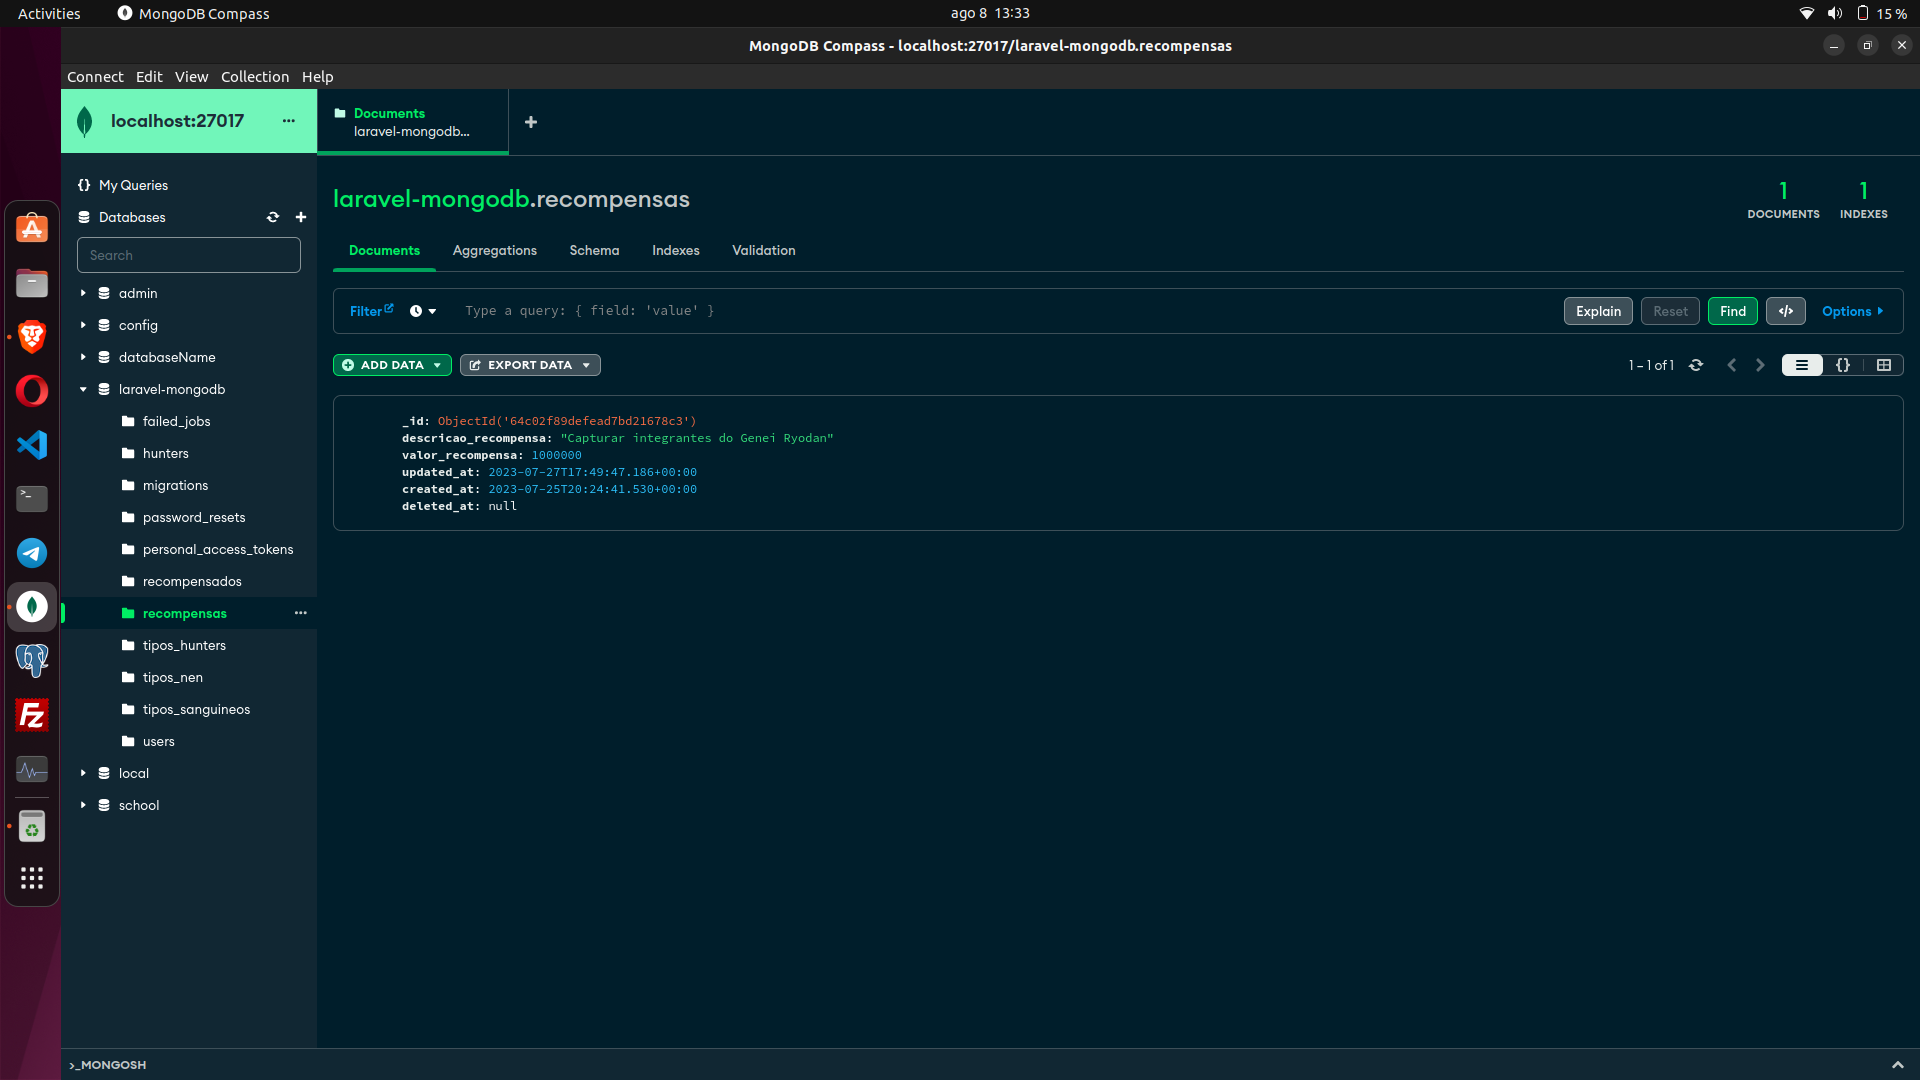 Activities
MongoDB Compass
ago 8 13:33
15 %
MongoDB Compass - localhost:27017/laravel-mongodb.recompensas
Connect Edit View Collection Help
localhost:27017
Documents
laravel-mongodb...
My Queries
Databases
Search
admin
config
databaseName
laravel-mongodb
failed_jobs
hunters
migrations
password_resets
personal_access_tokens
recompensados
recompensas
tipos_hunters
tipos_nen
tipos_sanguineos
users
local
school
laravel-mongodb.recompensas
1
DOCUMENTS
1
INDEXES
Documents Aggregations Schema Indexes Validation
Filter
Type a query: { field: 'value' }
Explain Reset Find </> Options
ADD DATA
EXPORT DATA
1 – 1 of 1
{}
_id: ObjectId('64c02f89defead7bd21678c3')
descricao_recompensa: "Capturar integrantes do Genei Ryodan"
valor_recompensa: 1000000
updated_at: 2023-07-27T17:49:47.186+00:00
created_at: 2023-07-25T20:24:41.530+00:00
deleted_at: null
>_MONGOSH